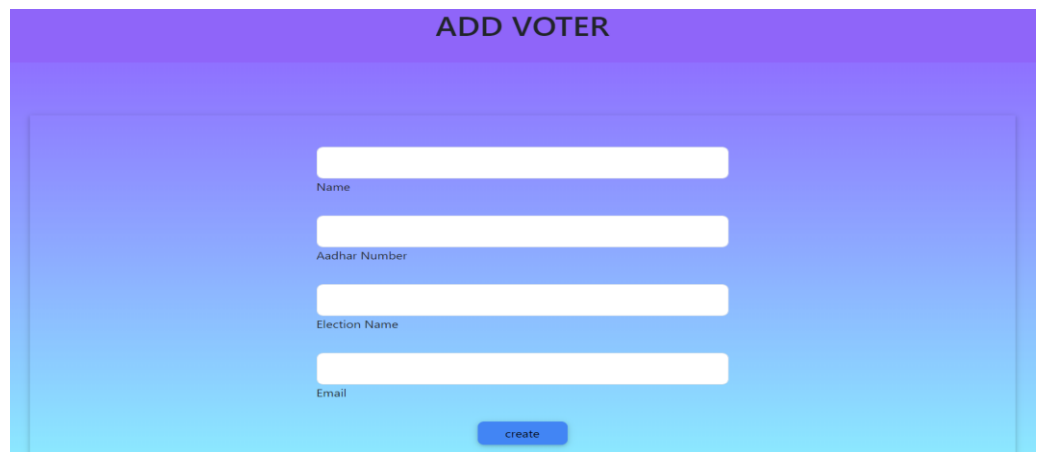 ADD VOTER
Name
Aadhar Number
Election Name
Email
create